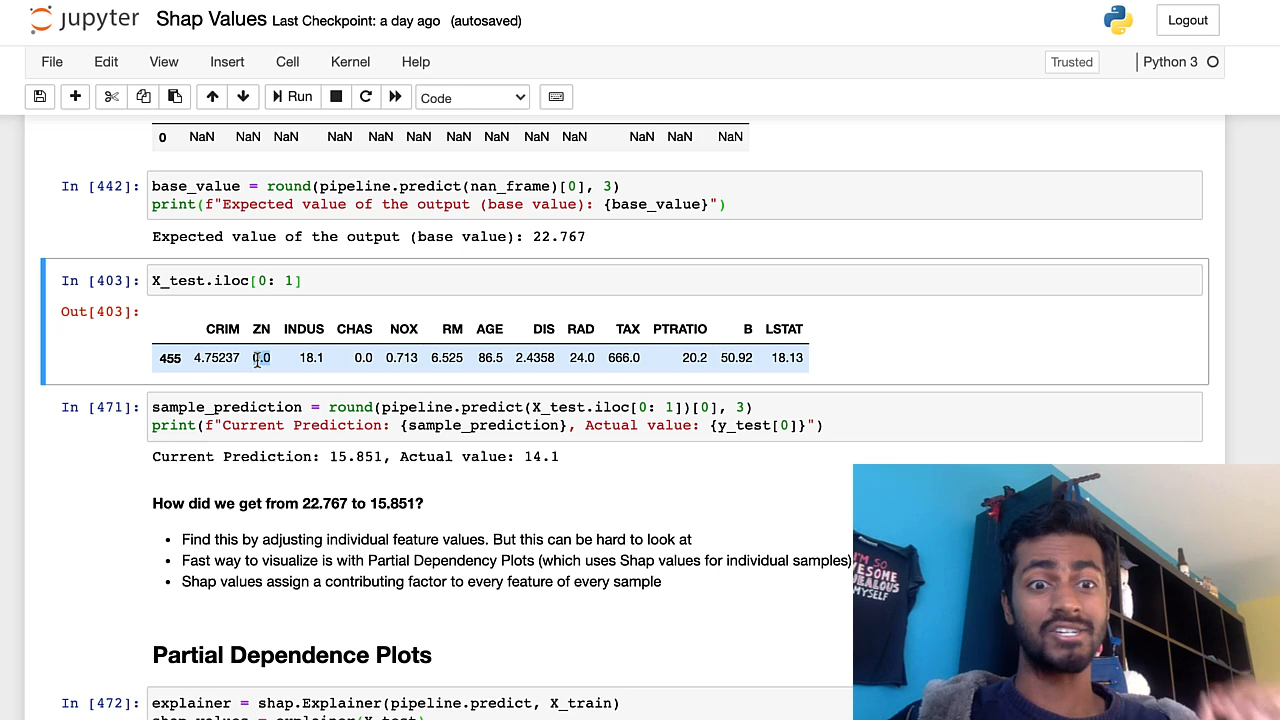 jupyter Shap Values Last Checkpoint: a day ago (autosaved) Logout
File Edit View Insert Cell Kernel Help Trusted Python 3
Run Code
0 NaN NaN NaN NaN NaN NaN NaN NaN NaN NaN NaN NaN NaN
In [442]: base_value = round(pipeline.predict(nan_frame)[0], 3)
print(f"Expected value of the output (base value): {base_value}")
Expected value of the output (base value): 22.767
In [403]: X_test.iloc[0: 1]
Out[403]:
CRIM ZN INDUS CHAS NOX RM AGE DIS RAD TAX PTRATIO B LSTAT
455 4.75237 0.0 18.1 0.0 0.713 6.525 86.5 2.4358 24.0 666.0 20.2 50.92 18.13
In [471]: sample_prediction = round(pipeline.predict(X_test.iloc[0: 1])[0], 3)
print(f"Current Prediction: {sample_prediction}, Actual value: {y_test[0]}")
Current Prediction: 15.851, Actual value: 14.1
How did we get from 22.767 to 15.851?
• Find this by adjusting individual feature values. But this can be hard to look at
• Fast way to visualize is with Partial Dependency Plots (which uses Shap values for individual samples)
• Shap values assign a contributing factor to every feature of every sample
Partial Dependence Plots
In [472]: explainer = shap.Explainer(pipeline.predict, X_train)
shap_values = explainer(X_test)
I'M SO
MYSELF